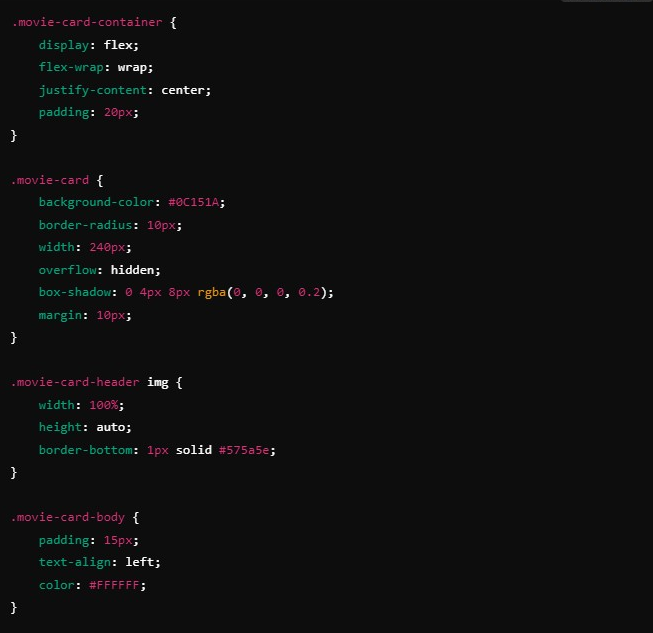 .movie-card-container {
    display: flex;
    flex-wrap: wrap;
    justify-content: center;
    padding: 20px;
}

.movie-card {
    background-color: #0C151A;
    border-radius: 10px;
    width: 240px;
    overflow: hidden;
    box-shadow: 0 4px 8px rgba(0, 0, 0, 0.2);
    margin: 10px;
}

.movie-card-header img {
    width: 100%;
    height: auto;
    border-bottom: 1px solid #575a5e;
}

.movie-card-body {
    padding: 15px;
    text-align: left;
    color: #FFFFFF;
}